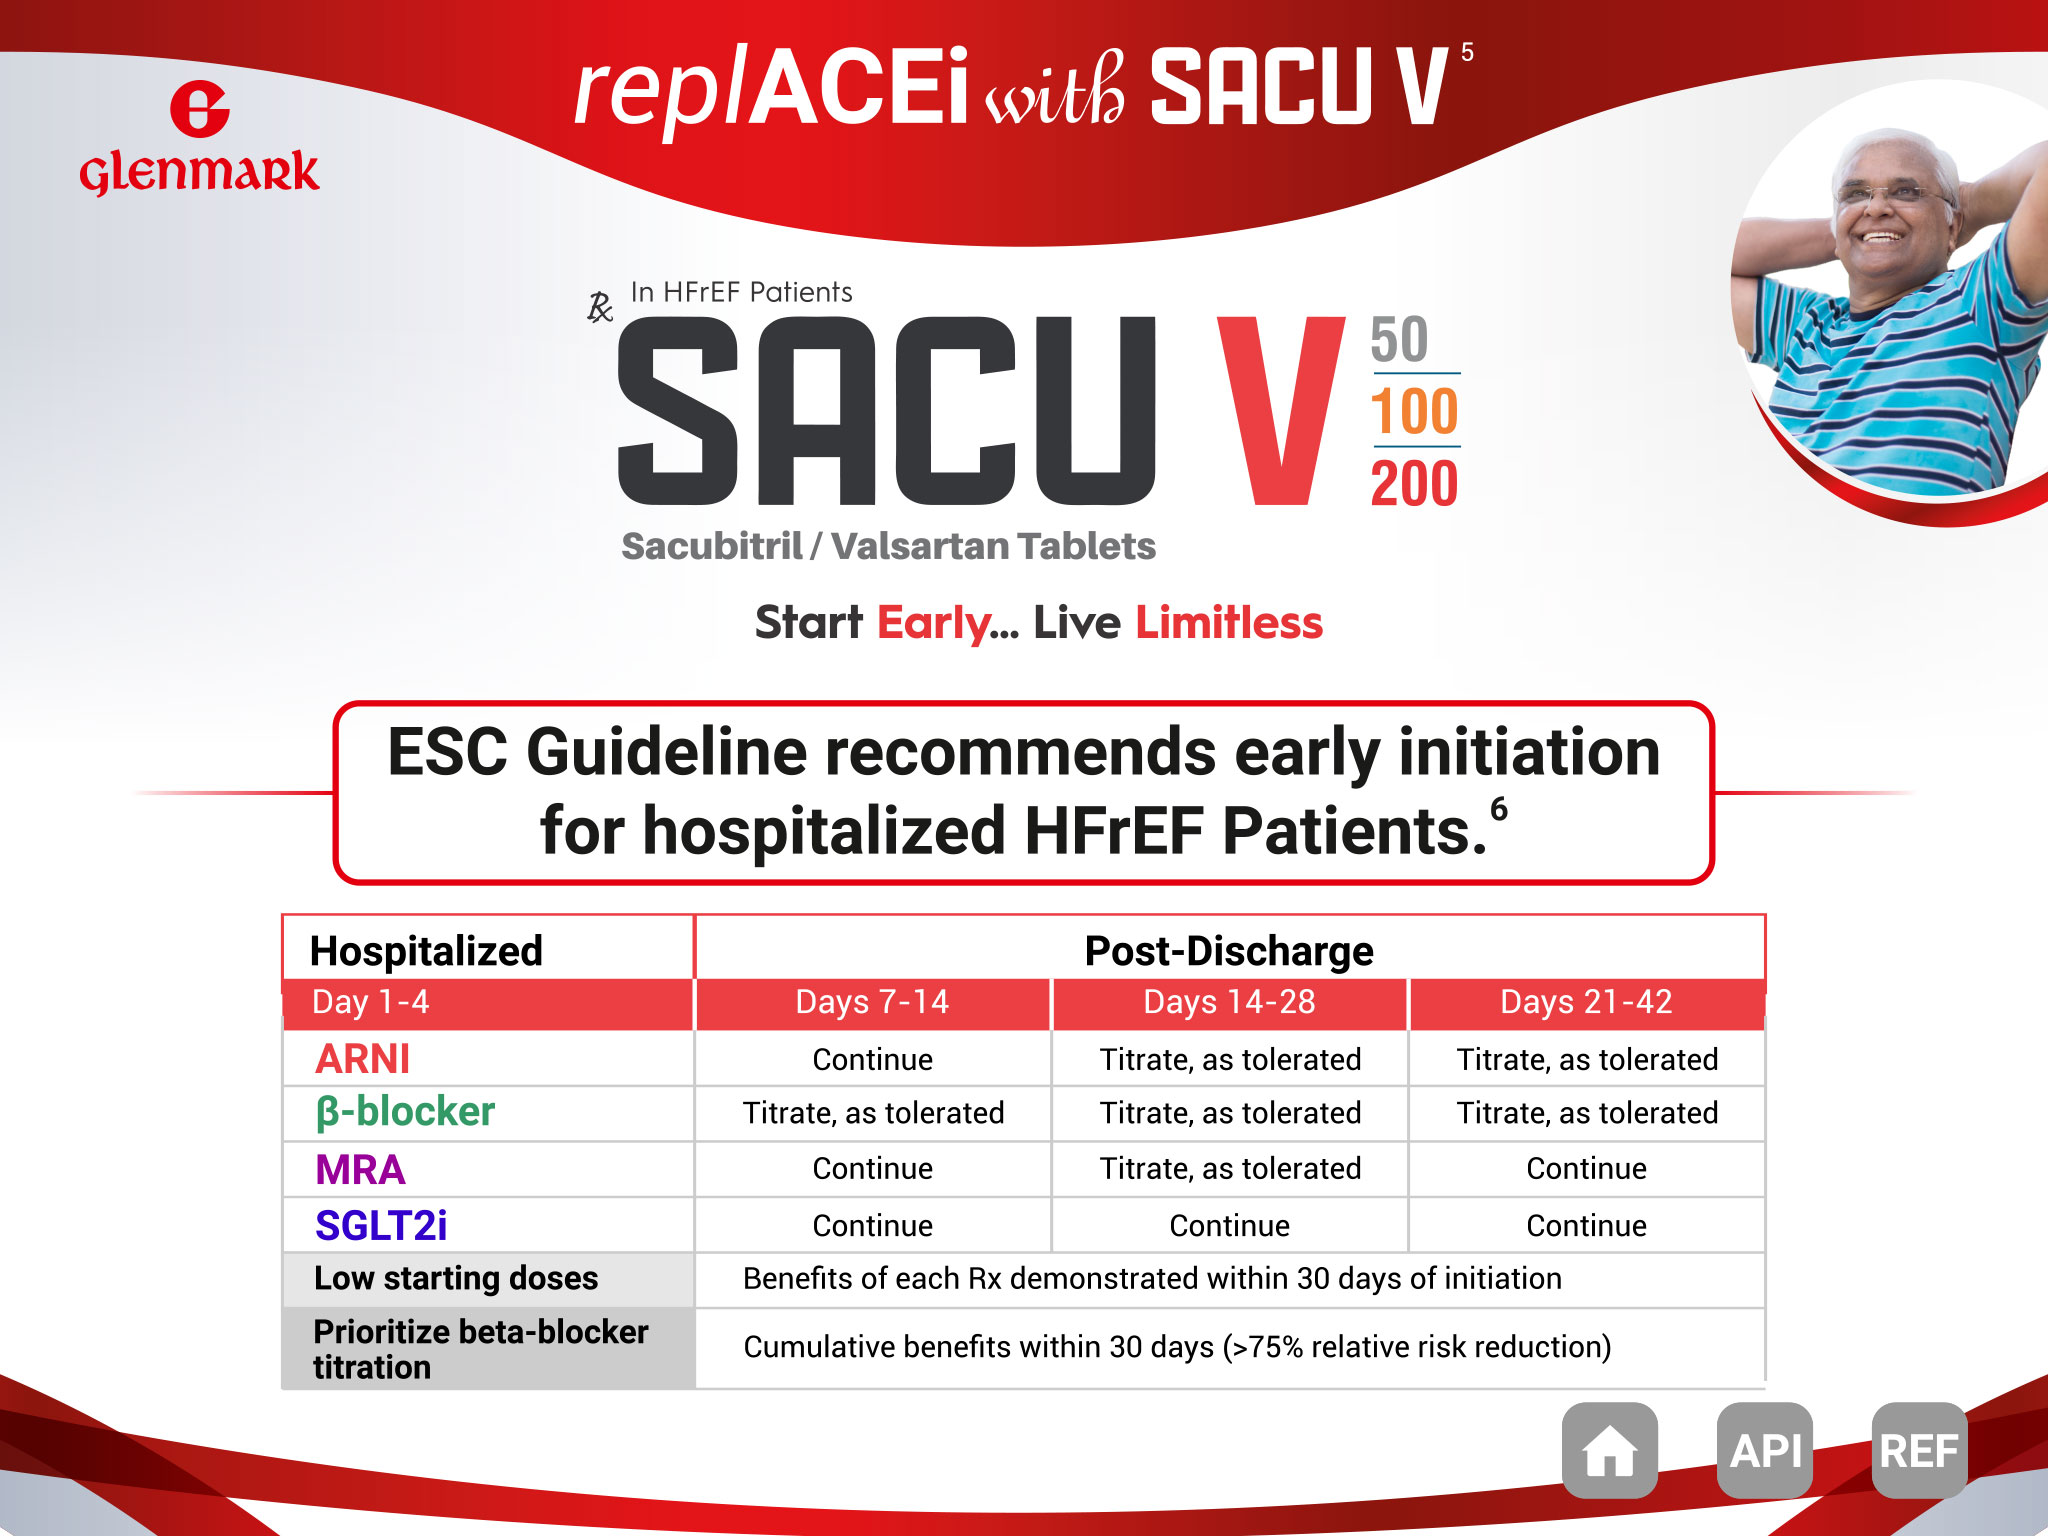 replACEi with SACU V 5
glenmark
Rx In HFrEF Patients
SACU V
50
100
200
Sacubitril / Valsartan Tablets
Start Early... Live Limitless
ESC Guideline recommends early initiation
for hospitalized HFrEF Patients.6
Hospitalized Post-Discharge
Day 1-4 Days 7-14 Days 14-28 Days 21-42
ARNI Continue Titrate, as tolerated Titrate, as tolerated
β-blocker Titrate, as tolerated Titrate, as tolerated Titrate, as tolerated
MRA Continue Titrate, as tolerated Continue
SGLT2i Continue Continue Continue
Low starting doses Benefits of each Rx demonstrated within 30 days of initiation
Prioritize beta-blocker
titration
Cumulative benefits within 30 days (>75% relative risk reduction)
API REF